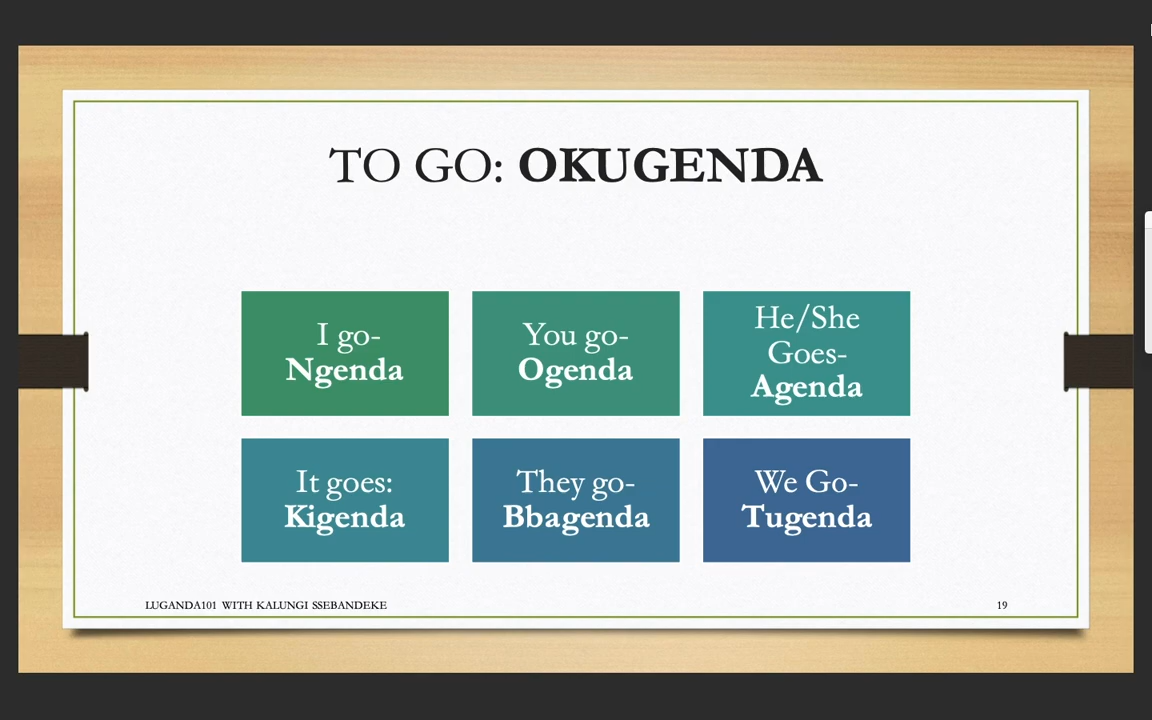 TO GO: OKUGENDA
I go-
Ngenda
You go-
Ogenda
He/She
Goes-
Agenda
It goes:
Kigenda
They go-
Bbagenda
We Go-
Tugenda
LUGANDA101 WITH KALUNGI SSEBANDEKE
19